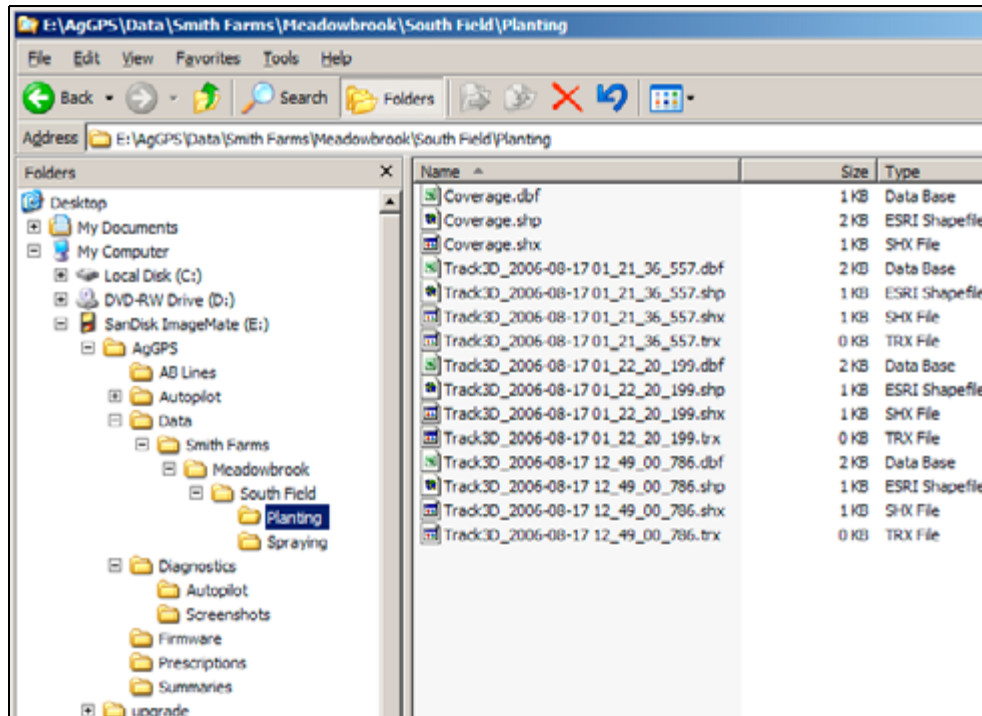 E:\AgGPS\Data\Smith Farms\Meadowbrook\South Field\Planting
File Edit View Favorites Tools Help
Back Search Folders
Address E:\AgGPS\Data\Smith Farms\Meadowbrook\South Field\Planting
Folders
Desktop
My Documents
My Computer
Local Disk (C:)
DVD-RW Drive (D:)
SanDisk ImageMate (E:)
AgGPS
AB Lines
Autopilot
Data
Smith Farms
Meadowbrook
South Field
Planting
Spraying
Diagnostics
Autopilot
Screenshots
Firmware
Prescriptions
Summaries
upgrade
Name Size Type
Coverage.dbf 1 KB Data Base
Coverage.shp 2 KB ESRI Shapefile
Coverage.shx 1 KB SHX File
Track3D_2006-08-17 01_21_36_557.dbf 2 KB Data Base
Track3D_2006-08-17 01_21_36_557.shp 1 KB ESRI Shapefile
Track3D_2006-08-17 01_21_36_557.shx 1 KB SHX File
Track3D_2006-08-17 01_21_36_557.trx 0 KB TRX File
Track3D_2006-08-17 01_22_20_199.dbf 2 KB Data Base
Track3D_2006-08-17 01_22_20_199.shp 1 KB ESRI Shapefile
Track3D_2006-08-17 01_22_20_199.shx 1 KB SHX File
Track3D_2006-08-17 01_22_20_199.trx 0 KB TRX File
Track3D_2006-08-17 12_49_00_786.dbf 2 KB Data Base
Track3D_2006-08-17 12_49_00_786.shp 1 KB ESRI Shapefile
Track3D_2006-08-17 12_49_00_786.shx 1 KB SHX File
Track3D_2006-08-17 12_49_00_786.trx 0 KB TRX File